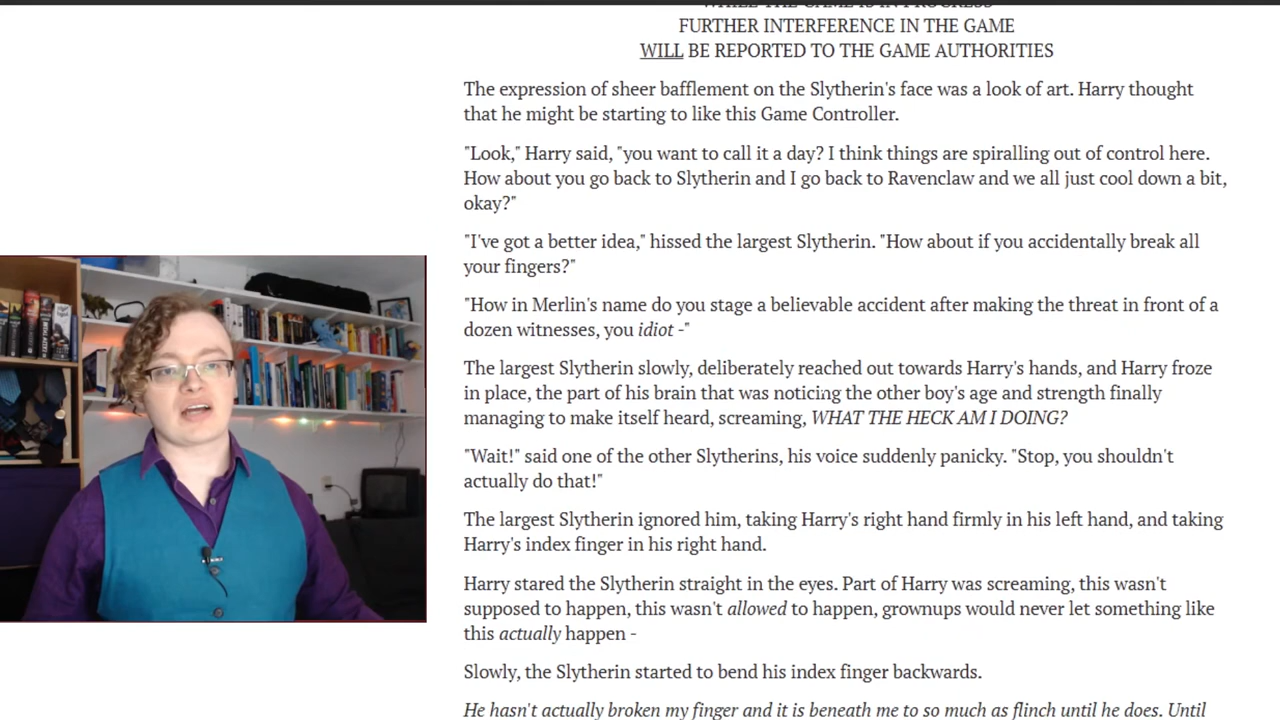 WHILE THE GAME IS IN PROGRESS
FURTHER INTERFERENCE IN THE GAME
WILL BE REPORTED TO THE GAME AUTHORITIES
The expression of sheer bafflement on the Slytherin's face was a look of art. Harry thought
that he might be starting to like this Game Controller.
"Look," Harry said, "you want to call it a day? I think things are spiralling out of control here.
How about you go back to Slytherin and I go back to Ravenclaw and we all just cool down a bit,
okay?"
"I've got a better idea," hissed the largest Slytherin. "How about if you accidentally break all
your fingers?"
"How in Merlin's name do you stage a believable accident after making the threat in front of a
dozen witnesses, you idiot -"
The largest Slytherin slowly, deliberately reached out towards Harry's hands, and Harry froze
in place, the part of his brain that was noticing the other boy's age and strength finally
managing to make itself heard, screaming, WHAT THE HECK AM I DOING?
"Wait!" said one of the other Slytherins, his voice suddenly panicky. "Stop, you shouldn't
actually do that!"
The largest Slytherin ignored him, taking Harry's right hand firmly in his left hand, and taking
Harry's index finger in his right hand.
Harry stared the Slytherin straight in the eyes. Part of Harry was screaming, this wasn't
supposed to happen, this wasn't allowed to happen, grownups would never let something like
this actually happen -
Slowly, the Slytherin started to bend his index finger backwards.
He hasn't actually broken my finger and it is beneath me to so much as flinch until he does. Until